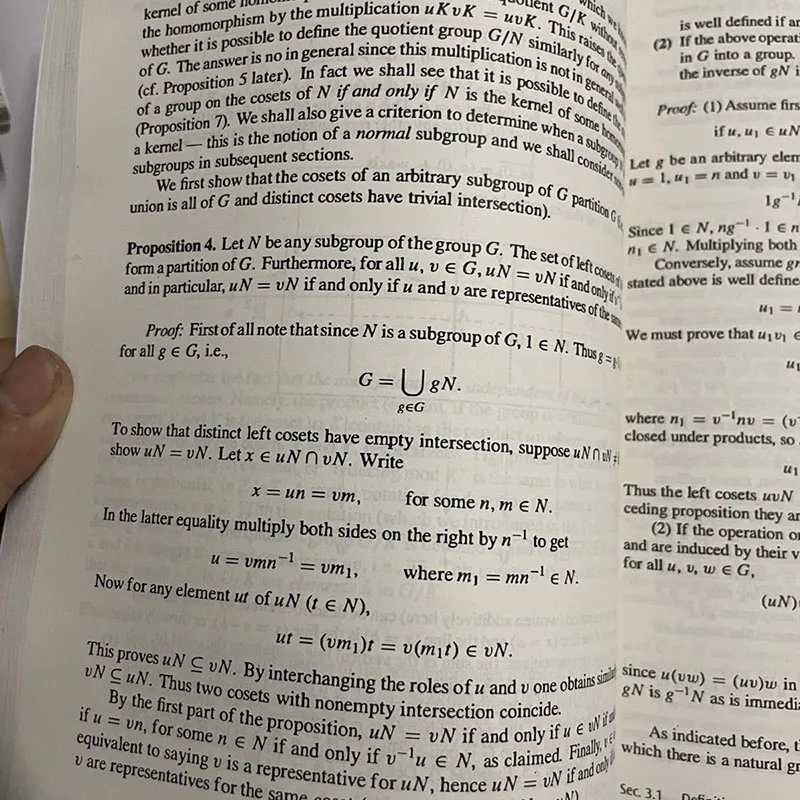 kernel of some
the homomorphism by the multiplication uKvK = uvK. This raises the
whether it is possible to define the quotient group G/N similarly for any
of G. The answer is no in general since this multiplication is not in general
(cf. Proposition 5 later). In fact we shall see that it is possible to define the
of a group on the cosets of N if and only if N is the kernel of some
(Proposition 7). We shall also give a criterion to determine when a subgroup
a kernel — this is the notion of a normal subgroup and we shall consider
subgroups in subsequent sections.
We first show that the cosets of an arbitrary subgroup of G partition G
union is all of G and distinct cosets have trivial intersection).
Proposition 4. Let N be any subgroup of the group G. The set of left cosets
form a partition of G. Furthermore, for all u, v ∈ G, uN = vN if and only if
and in particular, uN = vN if and only if u and v are representatives of the
Proof: First of all note that since N is a subgroup of G, 1 ∈ N. Thus g =
for all g ∈ G, i.e.,
G = ⋃ gN.
g∈G
To show that distinct left cosets have empty intersection, suppose uN ∩ vN
show uN = vN. Let x ∈ uN ∩ vN. Write
x = un = vm, for some n, m ∈ N.
In the latter equality multiply both sides on the right by n⁻¹ to get
u = vmn⁻¹ = vm₁, where m₁ = mn⁻¹ ∈ N.
Now for any element ut of uN (t ∈ N),
ut = (vm₁)t = v(m₁t) ∈ vN.
This proves uN ⊆ vN. By interchanging the roles of u and v one obtains
vN ⊆ uN. Thus two cosets with nonempty intersection coincide.
By the first part of the proposition, uN = vN if and only if u ∈ vN
if u = vn, for some n ∈ N if and only if v⁻¹u ∈ N, as claimed. Finally,
equivalent to saying v is a representative for uN, hence uN = vN if and only
v are representatives for the same
is well defined if
(2) If the above
in G into a group.
the inverse of gN
Proof: (1) Assume
if u, u₁ ∈ uN
Let g be an arbitrary
u = 1, u₁ = n and v = v₁
1g⁻¹
Since 1 ∈ N, ng⁻¹ · 1 ∈
n₁ ∈ N. Multiplying both
Conversely, assume
stated above is well
u₁ =
We must prove that u₁v₁ ∈
u₁
where n₁ = v⁻¹nv =
closed under products, so
u₁
Thus the left cosets uvN
ceding proposition they
(2) If the operation
and are induced by their
for all u, v, w ∈ G,
(uN)
since u(vw) = (uv)w in
gN is g⁻¹N as is
As indicated before,
which there is a natural
Sec. 3.1